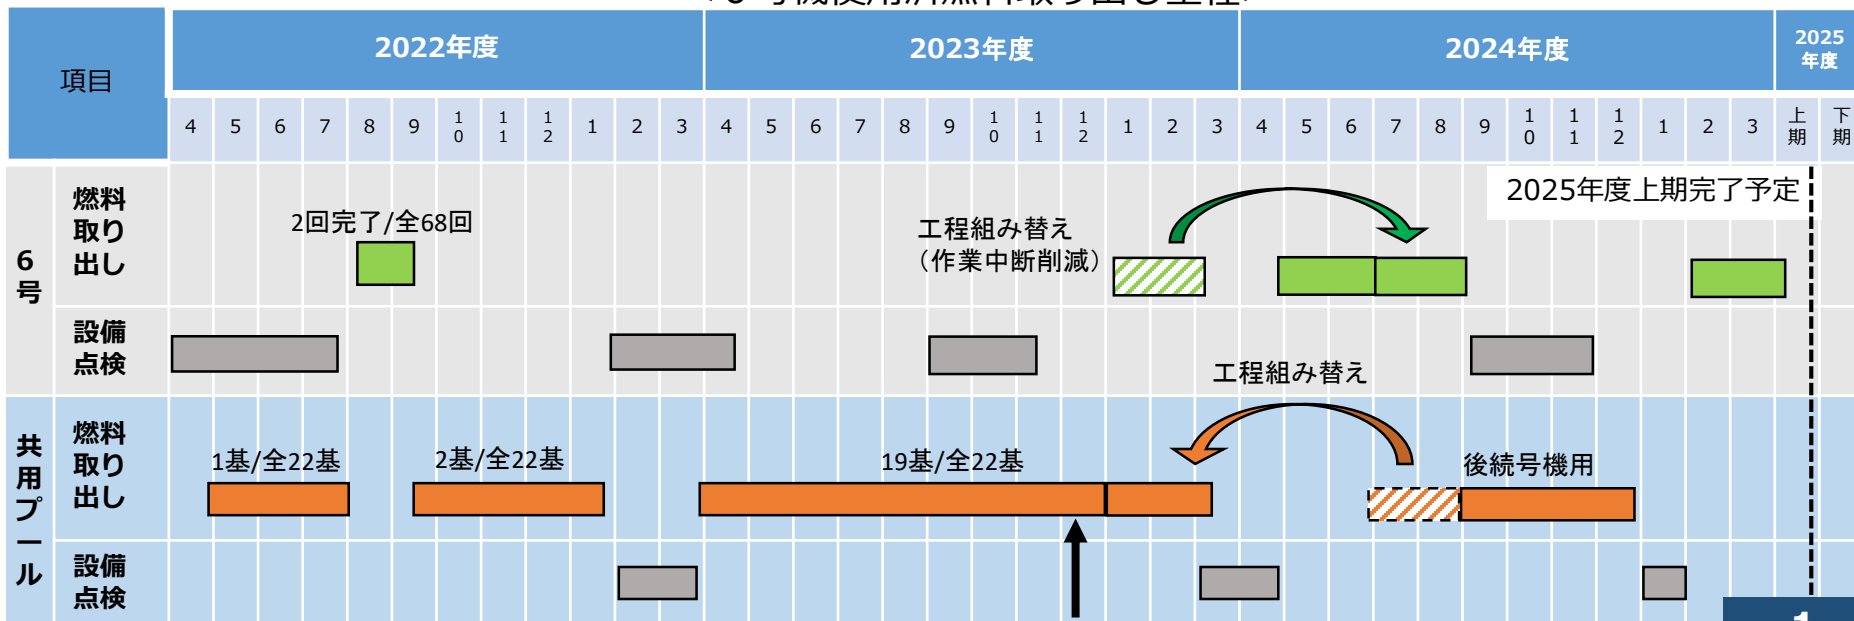 項目
2022年度
2023年度
2024年度
2025
年度
4 5 6 7 8 9 10 11 12 1 2 3 4 5 6 7 8 9 10 11 12 1 2 3 4 5 6 7 8 9 10 11 12 1 2 3 上期 下期
6号
燃料
取り
出し
2回完了/全68回
工程組み替え
（作業中断削減）
2025年度上期完了予定
設備
点検
工程組み替え
共用プール
燃料
取り
出し
1基/全22基
2基/全22基
19基/全22基
後続号機用
設備
点検
1